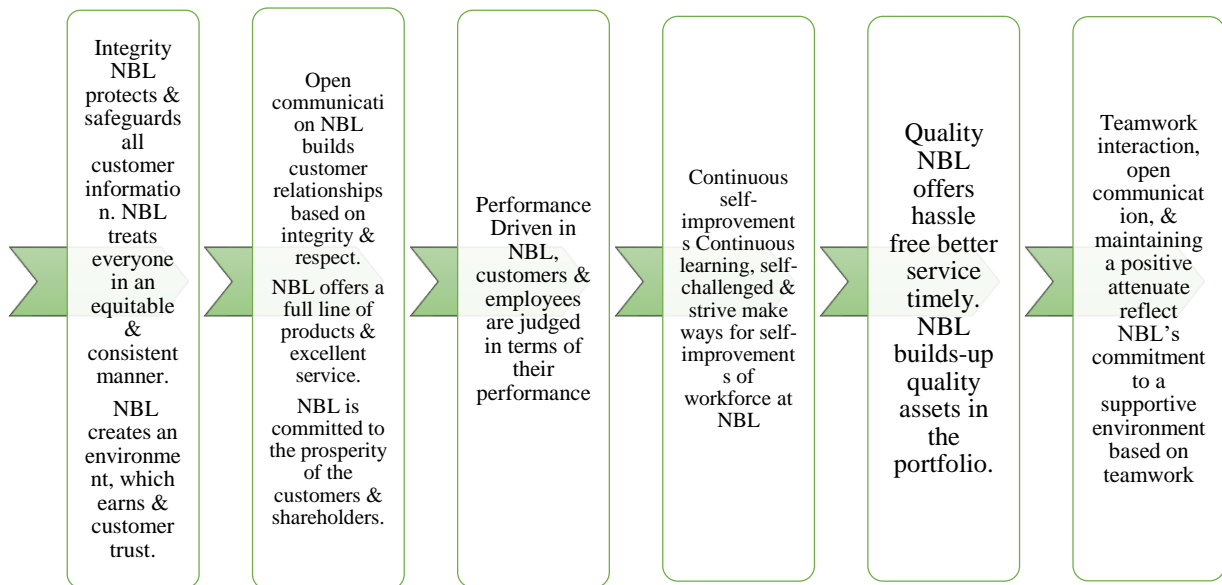 Integrity
NBL
protects &
safeguards
all
customer
informatio
n. NBL
treats
everyone
in an
equitable
&
consistent
manner.
NBL
creates an
environme
nt, which
earns &
customer
trust.
Open
communicati
on NBL
builds
customer
relationships
based on
integrity &
respect.
NBL offers a
full line of
products &
excellent
service.
NBL is
committed to
the prosperity
of the
customers &
shareholders.
Performance
Driven in
NBL,
customers &
employees
are judged
in terms of
their
performance
Continuous
self-
improvement
s Continuous
learning, self-
challenged &
strive make
ways for self-
improvement
s of
workforce at
NBL
Quality
NBL
offers
hassle
free better
service
timely.
NBL
builds-up
quality
assets in
the
portfolio.
Teamwork
interaction,
open
communicat
ion, &
maintaining
a positive
attenuate
reflect
NBL’s
commitment
to a
supportive
environment
based on
teamwork